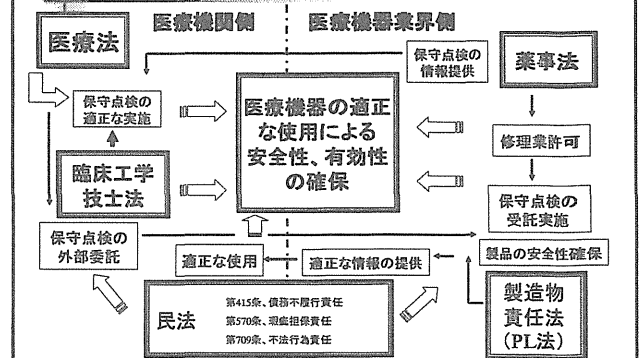 医療機関側
医療機器業界側
医療法
保守点検の
情報提供
薬事法
保守点検の
適正な実施
医療機器の適正
な使用による
安全性、有効性
の確保
修理業許可
臨床工学
技士法
保守点検の
受託実施
保守点検の
外部委託
適正な使用
適正な情報の提供
製品の安全性確保
民法
第415条、債務不履行責任
第570条、瑕疵担保責任
第709条、不法行為責任
製造物
責任法
(PL法)